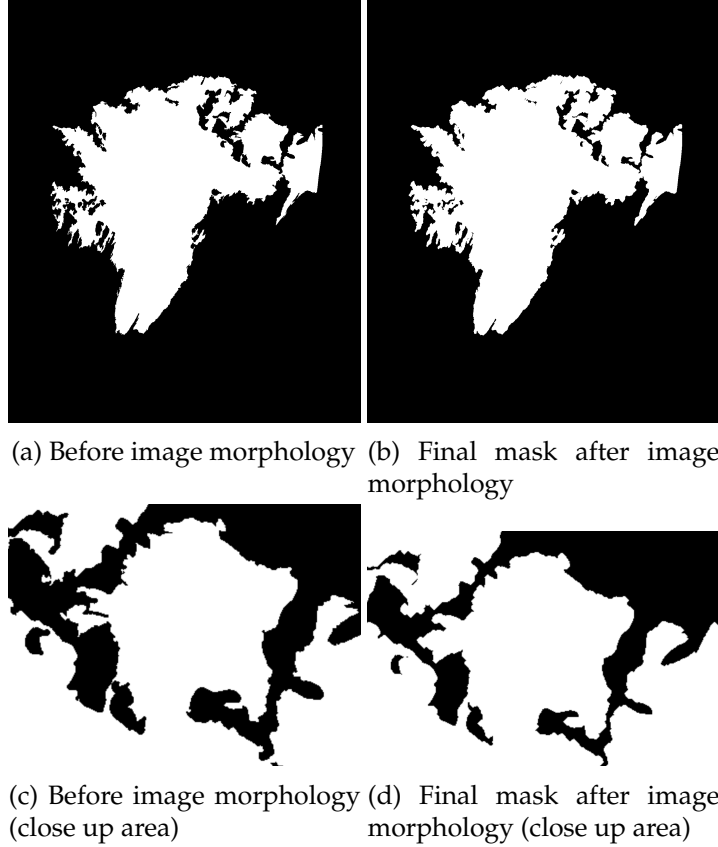 (a) Before image morphology
(b) Final mask after image
morphology
(c) Before image morphology
(close up area)
(d) Final mask after image
morphology (close up area)